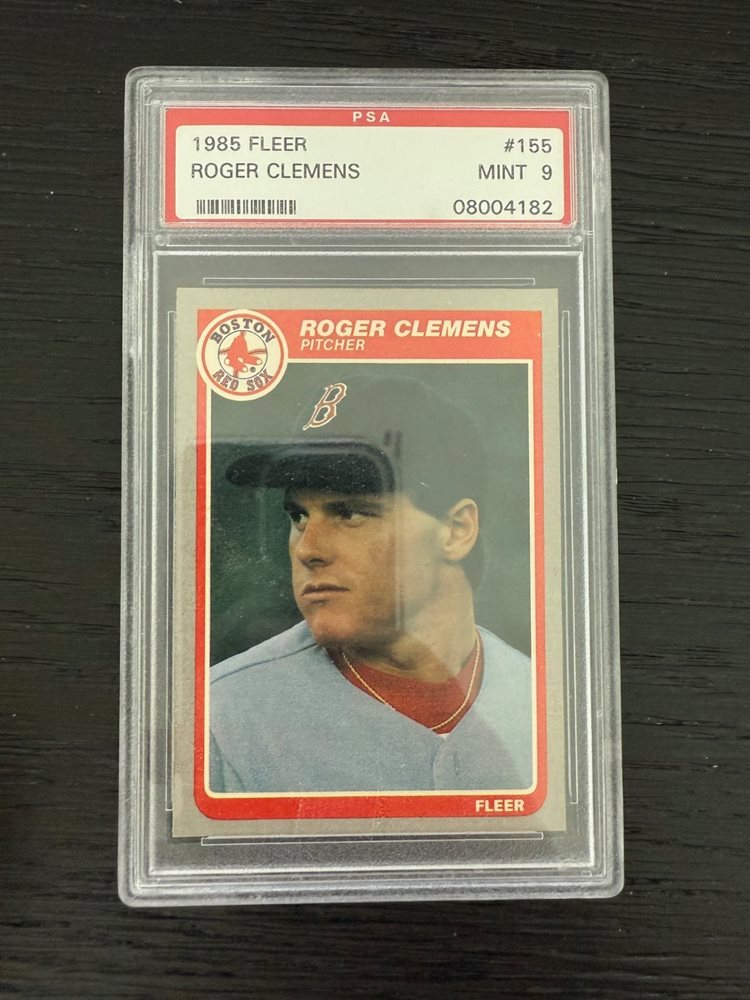 PSA
1985 FLEER #155
ROGER CLEMENS MINT 9
08004182
BOSTON
RED SOX
®
ROGER CLEMENS
PITCHER
B
FLEER